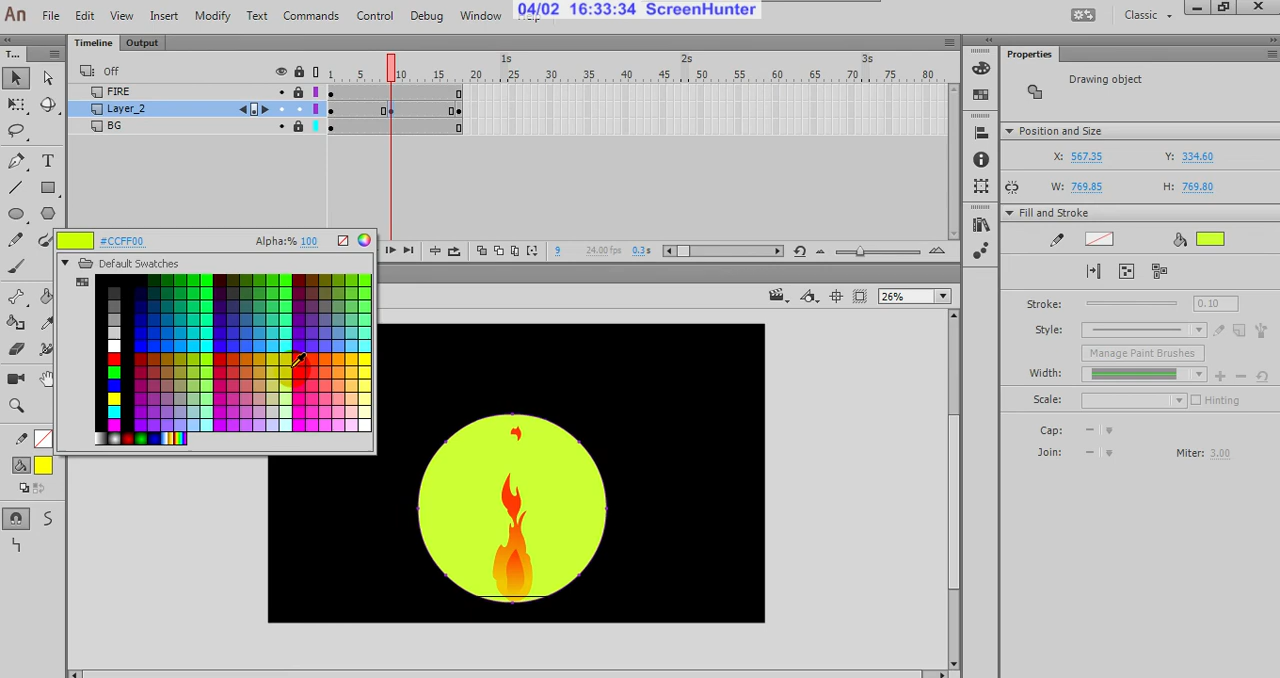 04/02 16:33:34 ScreenHunter
An File Edit View Insert Modify Text Commands Control Debug Window Help
Classic
Timeline Output
T...
Properties
Off
1s 2s 3s
1 5 10 15 20 25 30 35 40 45 50 55 60 65 70 75 80
FIRE
Layer_2
BG
Drawing object
Position and Size
X: 567.35 Y: 334.60
W: 769.85 H: 769.80
Fill and Stroke
#CCFF00 Alpha:% 100
9 24.00 fps 0.3 s
Default Swatches
26%
Stroke: 0.10
Style:
Manage Paint Brushes
Width:
Scale: Hinting
Cap:
Join: Miter: 3.00